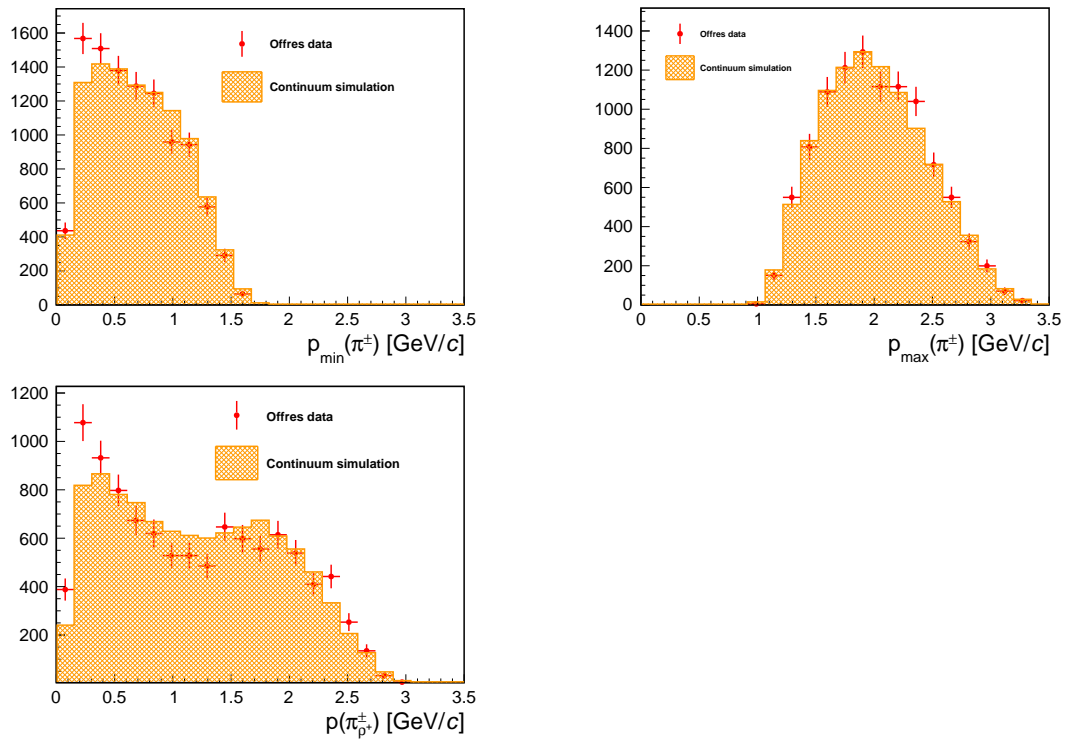 1600
1400
1200
1000
800
600
400
200
0
Offres data
Continuum simulation
0 0.5 1 1.5 2 2.5 3 3.5
p_min(π±) [GeV/c]
1400
1200
1000
800
600
400
200
0
Offres data
Continuum simulation
0 0.5 1 1.5 2 2.5 3 3.5
p_max(π±) [GeV/c]
1200
1000
800
600
400
200
Offres data
Continuum simulation
0 0.5 1 1.5 2 2.5 3 3.5
p(π±_ρ+) [GeV/c]